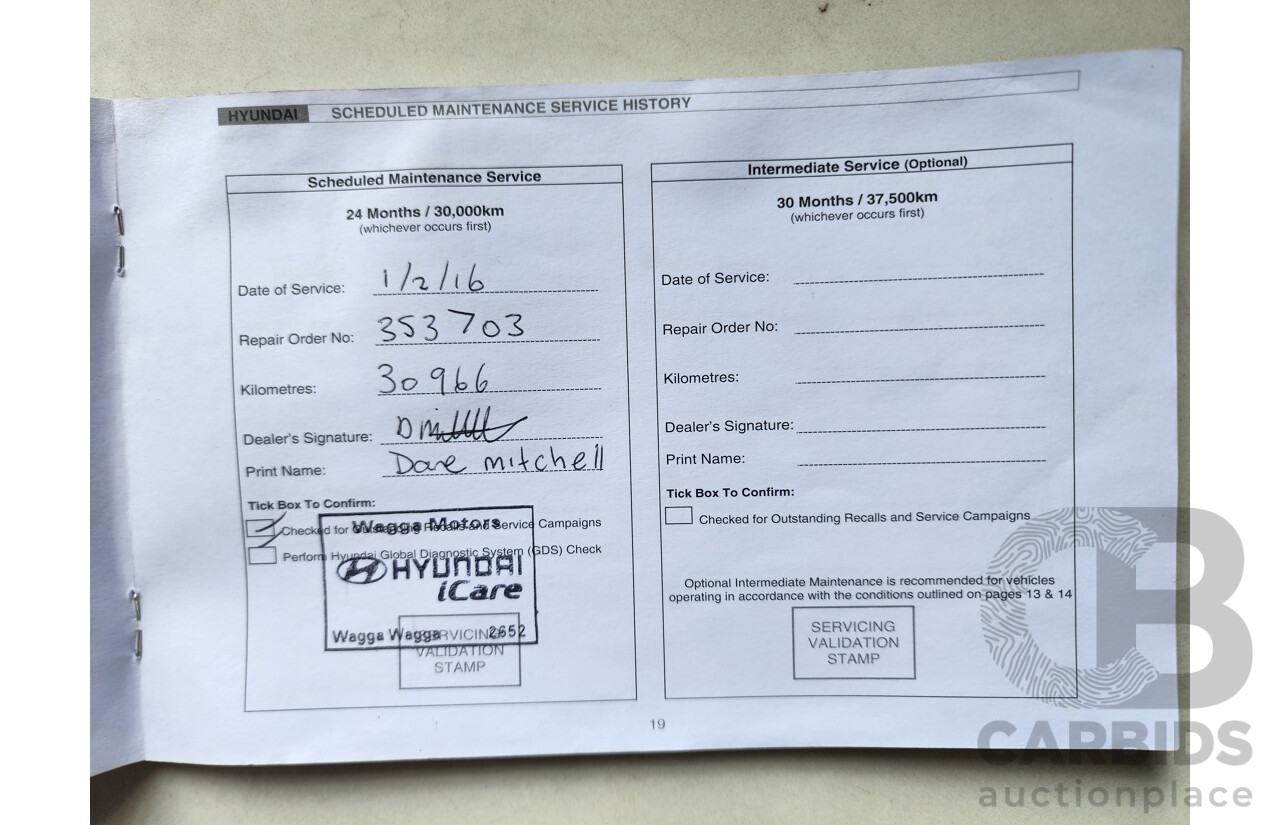 HYUNDAI SCHEDULED MAINTENANCE SERVICE HISTORY
Scheduled Maintenance Service
24 Months / 30,000km
(whichever occurs first)
Date of Service: 1/2/16
Repair Order No: 353703
Kilometres: 30966
Dealer's Signature:
Print Name: Dave mitchell
Tick Box To Confirm:
Checked for Outstanding Recalls and Service Campaigns
Perform Hyundai Global Diagnostic System (GDS) Check
Wagga Motors
HYUNDAI
iCare
Wagga Wagga 2652
SERVICING
VALIDATION
STAMP
Intermediate Service (Optional)
30 Months / 37,500km
(whichever occurs first)
Date of Service:
Repair Order No:
Kilometres:
Dealer's Signature:
Print Name:
Tick Box To Confirm:
Checked for Outstanding Recalls and Service Campaigns
Optional Intermediate Maintenance is recommended for vehicles
operating in accordance with the conditions outlined on pages 13 & 14
SERVICING
VALIDATION
STAMP
19
CB
CARBIDS
auctionplace